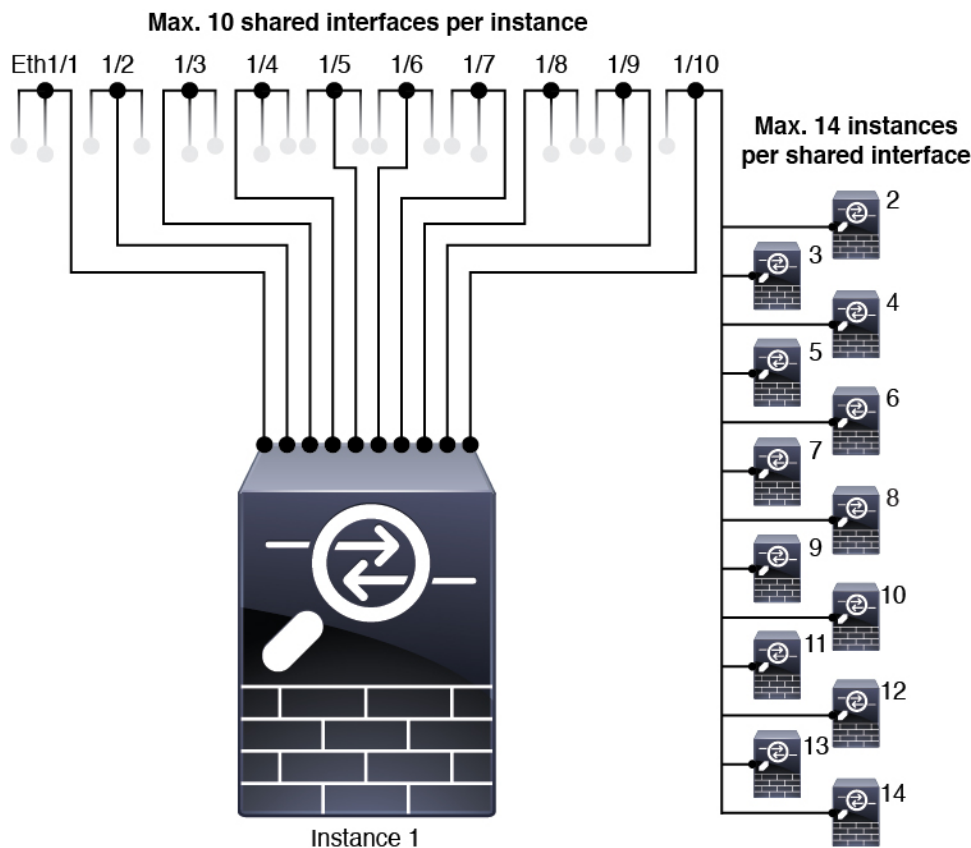 Max. 10 shared interfaces per instance
Eth1/1 1/2 1/3 1/4 1/5 1/6 1/7 1/8 1/9 1/10
Max. 14 instances
per shared interface
2
3
4
5
6
7
8
9
10
11
12
13
14
Instance 1